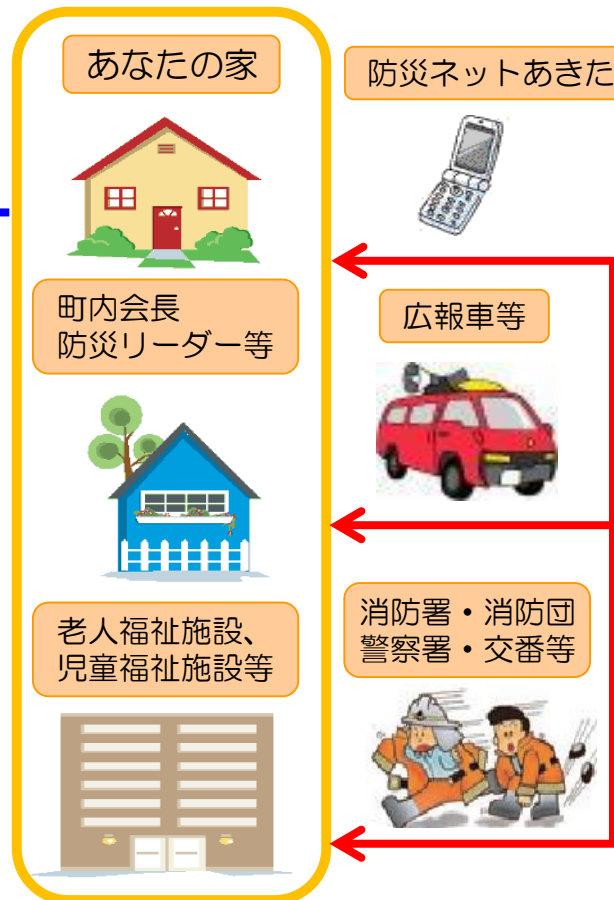 あなたの家
防災ネットあきた
町内会長
防災リーダー等
広報車等
老人福祉施設、
児童福祉施設等
消防署・消防団
警察署・交番等